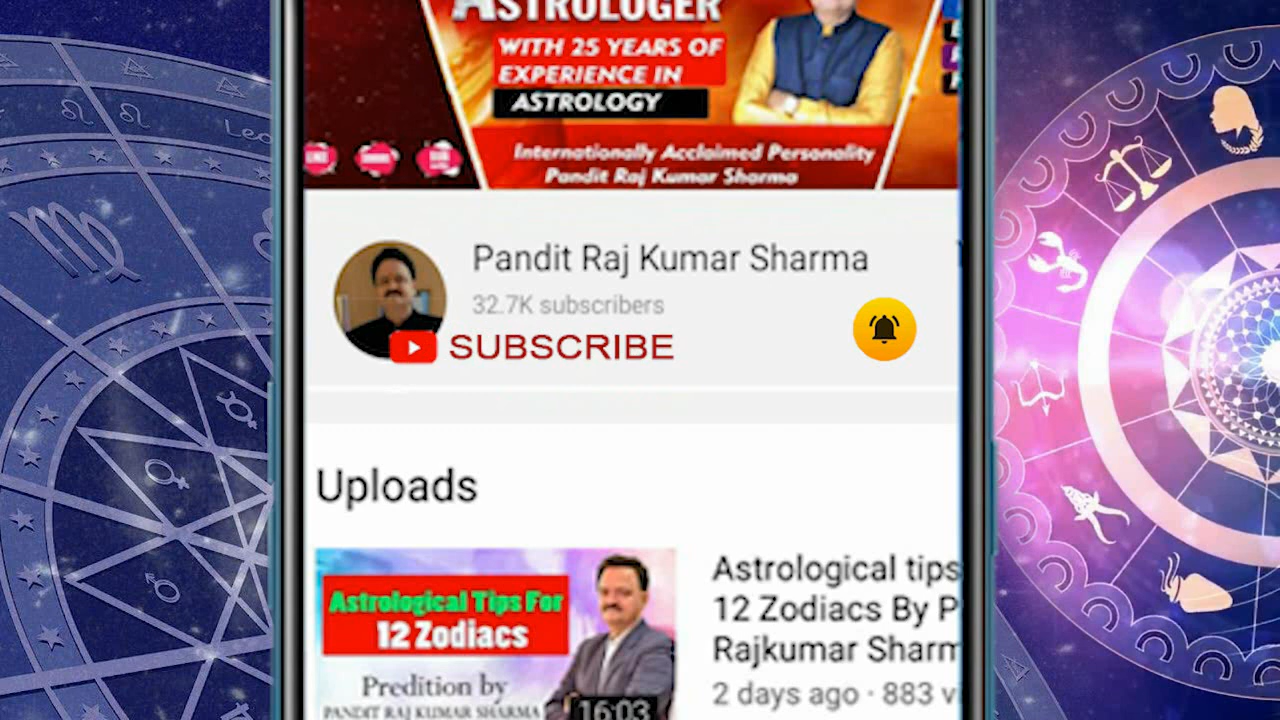 ASTROLOGER
WITH 25 YEARS OF
EXPERIENCE IN
ASTROLOGY
Internationally Acclaimed Personality
Pandit Raj Kumar Sharma
Leo
Pandit Raj Kumar Sharma
32.7K subscribers
SUBSCRIBE
Uploads
Astrological Tips For
12 Zodiacs
Predition by
PANDIT RAJ KUMAR SHARMA
16:03
Astrological tips
12 Zodiacs By P
Rajkumar Sharm
2 days ago · 883 vi